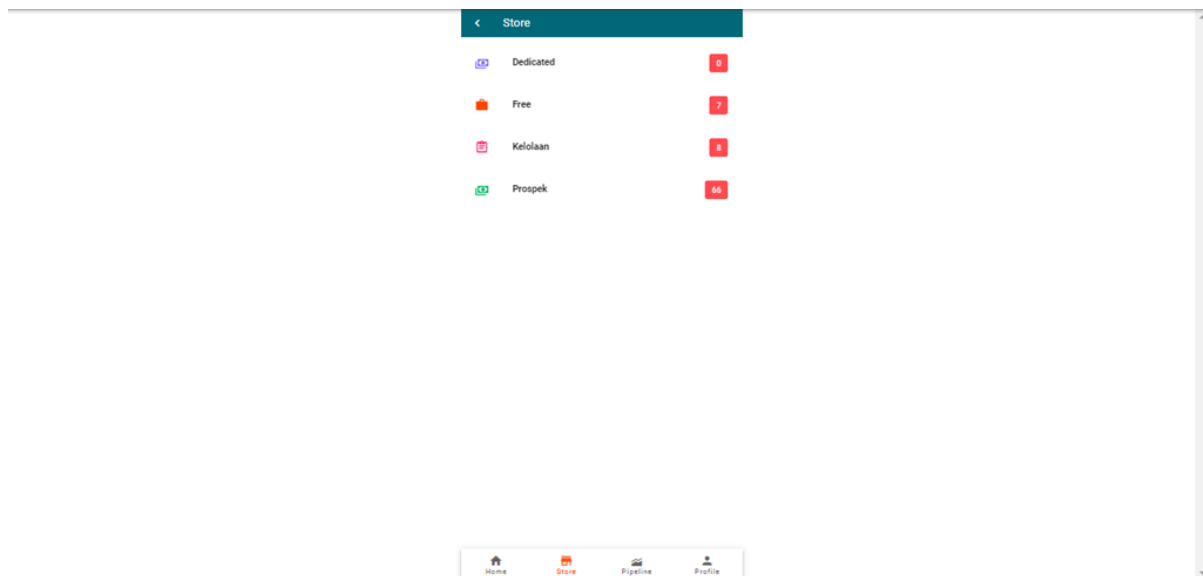 Store
Dedicated 0
Free 7
Kelolaan 8
Prospek 66
Home Store Pipeline Profile